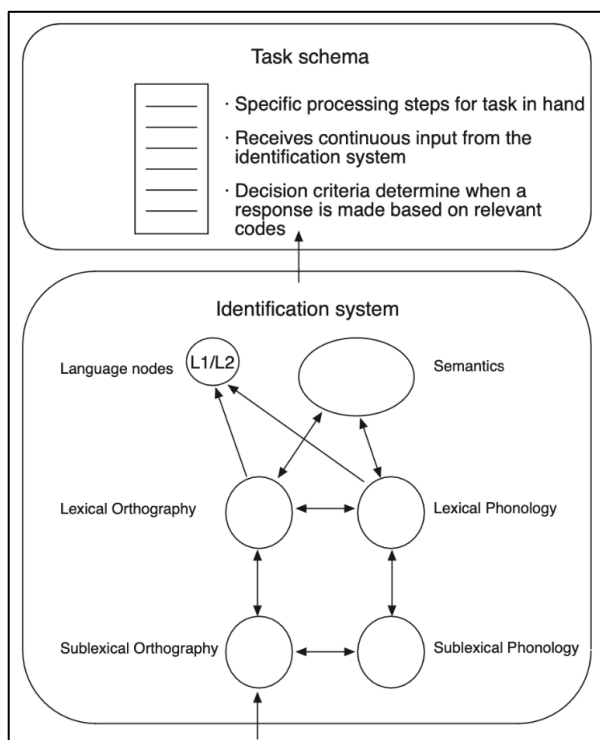 Task schema
· Specific processing steps for task in hand
· Receives continuous input from the
identification system
· Decision criteria determine when a
response is made based on relevant
codes
Identification system
Language nodes
L1/L2
Semantics
Lexical Orthography
Lexical Phonology
Sublexical Orthography
Sublexical Phonology